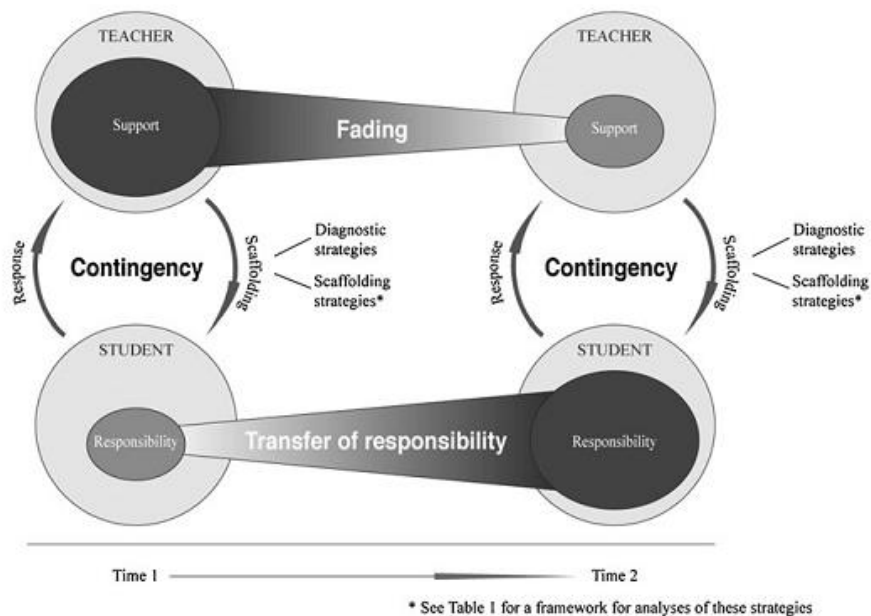 TEACHER
TEACHER
Support
Fading
Support
Response
Contingency
Scaffolding
Diagnostic
strategies
Scaffolding
strategies*
Response
Contingency
Scaffolding
Diagnostic
strategies
Scaffolding
strategies*
STUDENT
STUDENT
Responsibility
Transfer of responsibility
Responsibility
Time 1
Time 2
* See Table 1 for a framework for analyses of these strategies